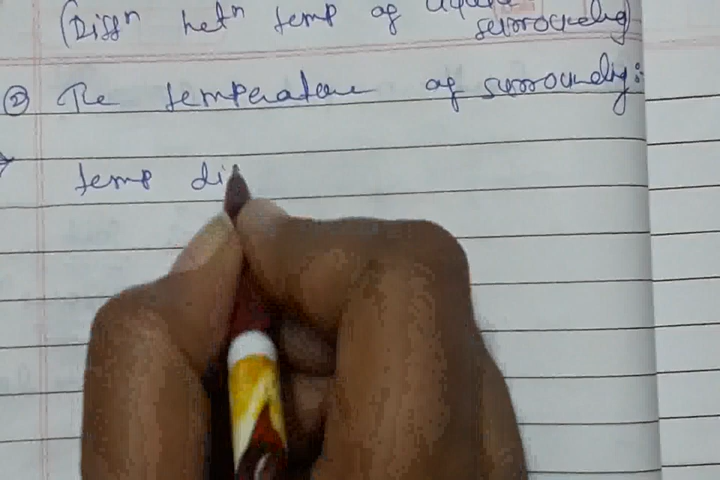 (Diffⁿ betⁿ temp of surrounding)
② The temperature of surrounding:
temp di